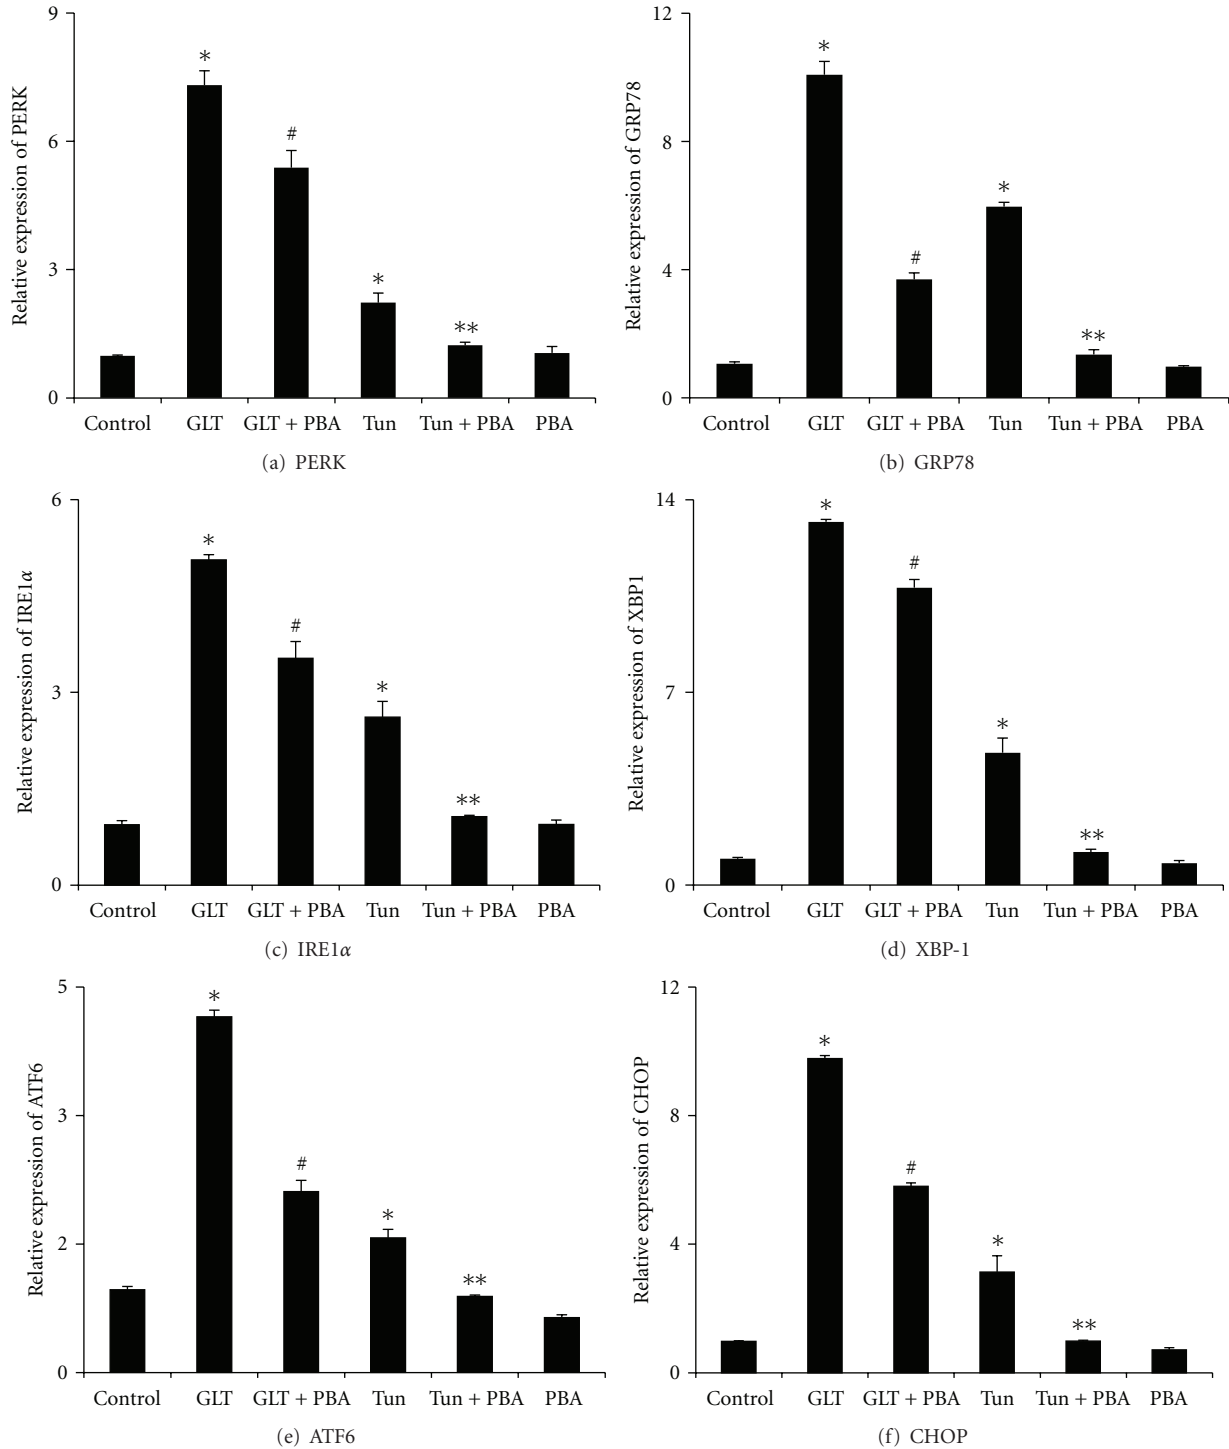 Relative expression of PERK
9
6
3
0
*
#
*
**
Control GLT GLT + PBA Tun Tun + PBA PBA
(a) PERK
Relative expression of GRP78
12
8
4
0
*
#
*
**
Control GLT GLT + PBA Tun Tun + PBA PBA
(b) GRP78
Relative expression of IRE1α
6
3
0
*
#
*
**
Control GLT GLT + PBA Tun Tun + PBA PBA
(c) IRE1α
Relative expression of XBP1
14
7
0
*
#
*
**
Control GLT GLT + PBA Tun Tun + PBA PBA
(d) XBP-1
Relative expression of ATF6
5
3
2
0
*
#
*
**
Control GLT GLT + PBA Tun Tun + PBA PBA
(e) ATF6
Relative expression of CHOP
12
8
4
0
*
#
*
**
Control GLT GLT + PBA Tun Tun + PBA PBA
(f) CHOP